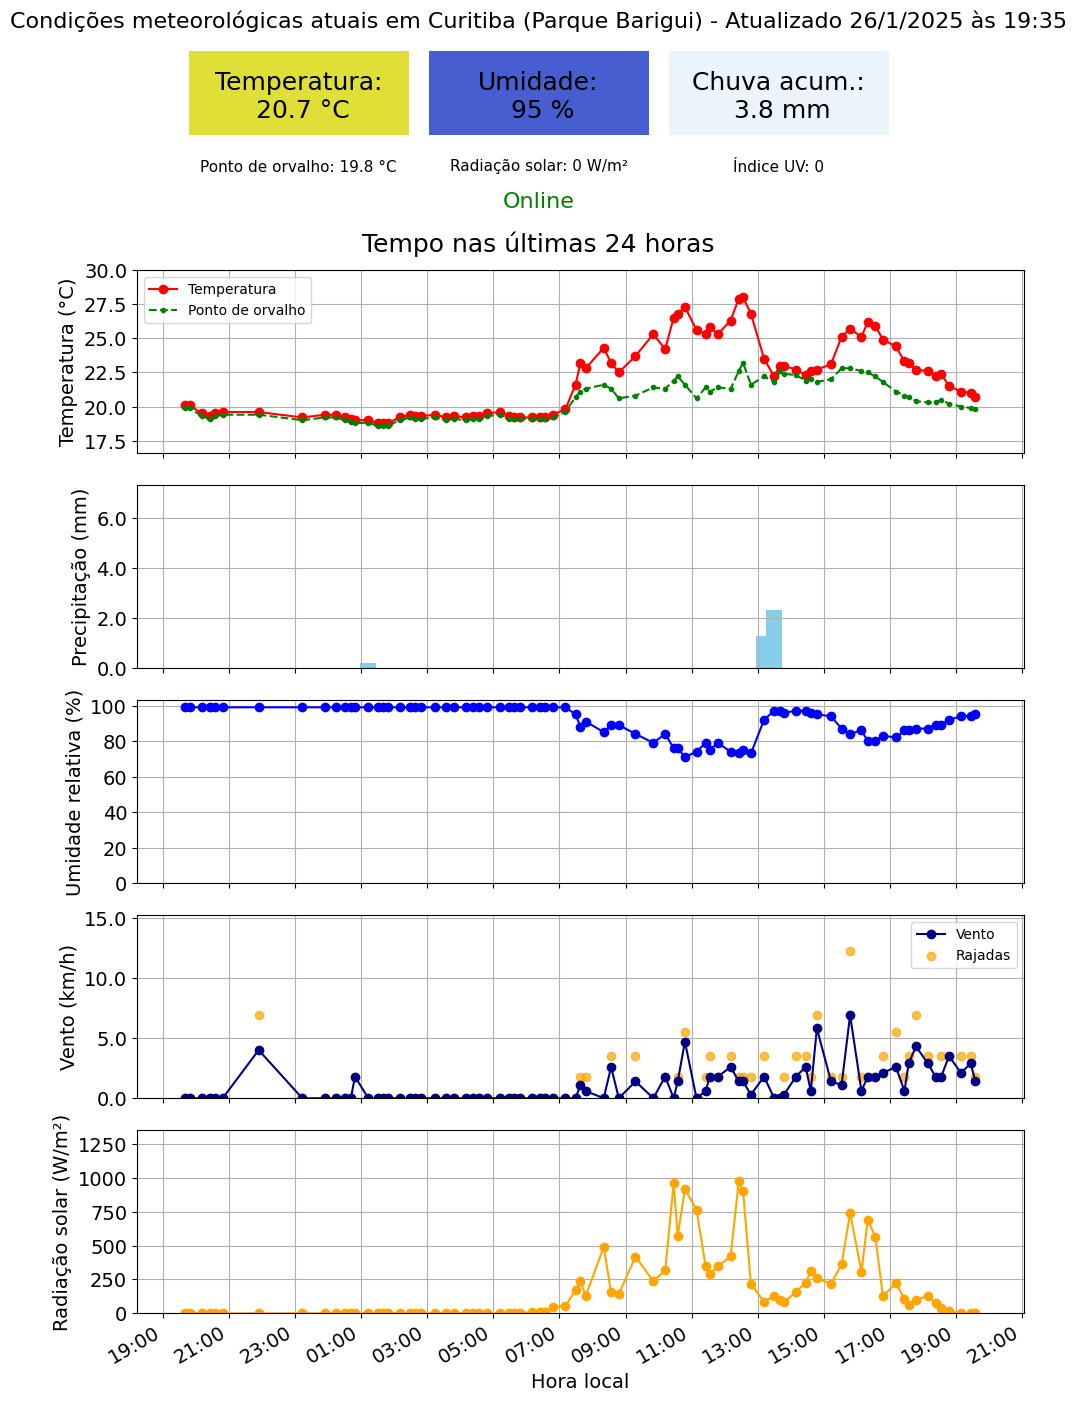 Condições meteorológicas atuais em Curitiba (Parque Barigui) - Atualizado 26/1/2025 às 19:35
Temperatura:
20.7 °C
Umidade:
95 %
Chuva acum.:
3.8 mm
Ponto de orvalho: 19.8 °C
Radiação solar: 0 W/m²
Índice UV: 0
Online
Tempo nas últimas 24 horas
Temperatura (°C)
30.0
27.5
25.0
22.5
20.0
17.5
Temperatura
Ponto de orvalho
Precipitação (mm)
6.0
4.0
2.0
0.0
Umidade relativa (%)
100
80
60
40
20
0
Vento (km/h)
15.0
10.0
5.0
0.0
Vento
Rajadas
Radiação solar (W/m²)
1250
1000
750
500
250
0
19:00
21:00
23:00
01:00
03:00
05:00
07:00
09:00
11:00
13:00
15:00
17:00
19:00
21:00
Hora local